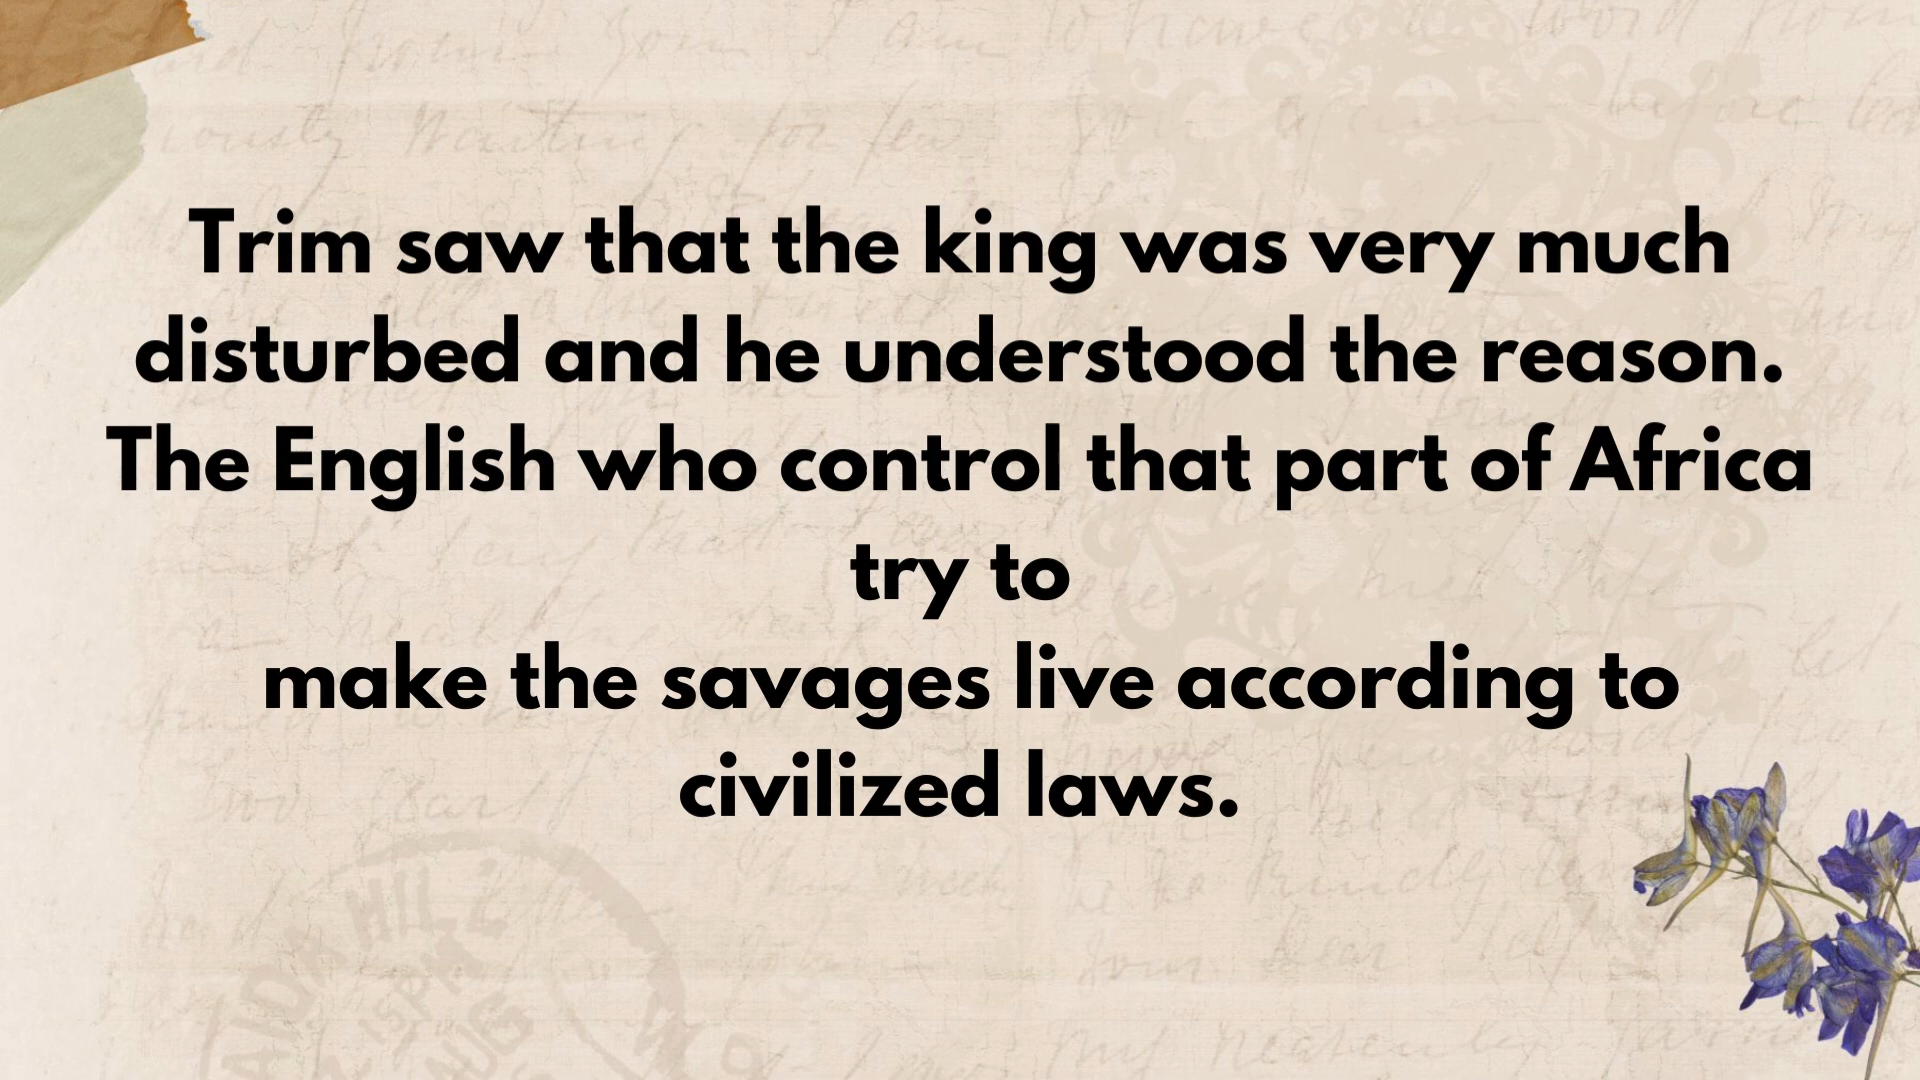 Trim saw that the king was very much
disturbed and he understood the reason.
The English who control that part of Africa
try to
make the savages live according to
civilized laws.